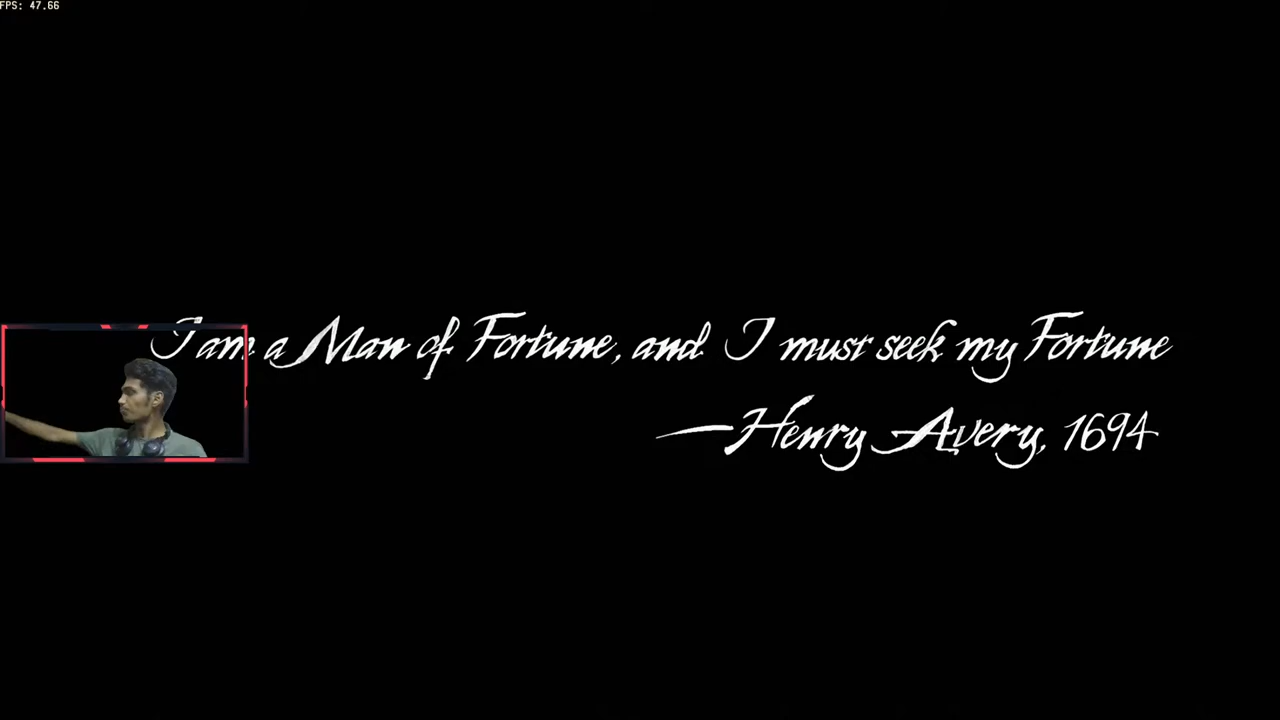 FPS: 47.66
I am a Man of Fortune, and I must seek my Fortune
—Henry Avery, 1694